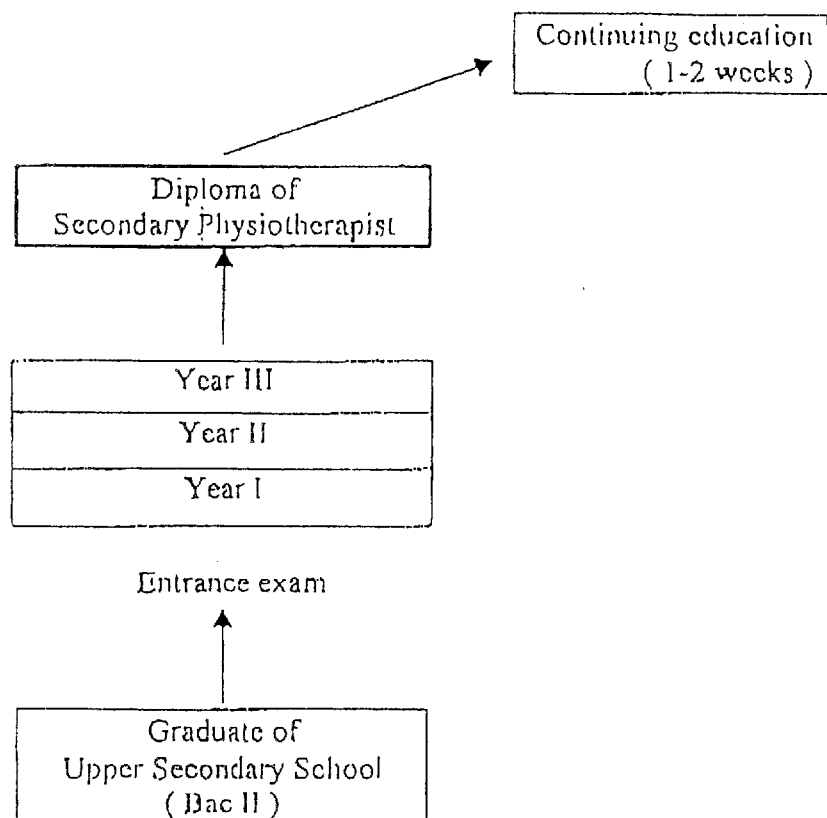 Continuing education
( 1-2 weeks )
Diploma of
Secondary Physiotherapist
Year III
Year II
Year I
Entrance exam
Graduate of
Upper Secondary School
( Bac II )